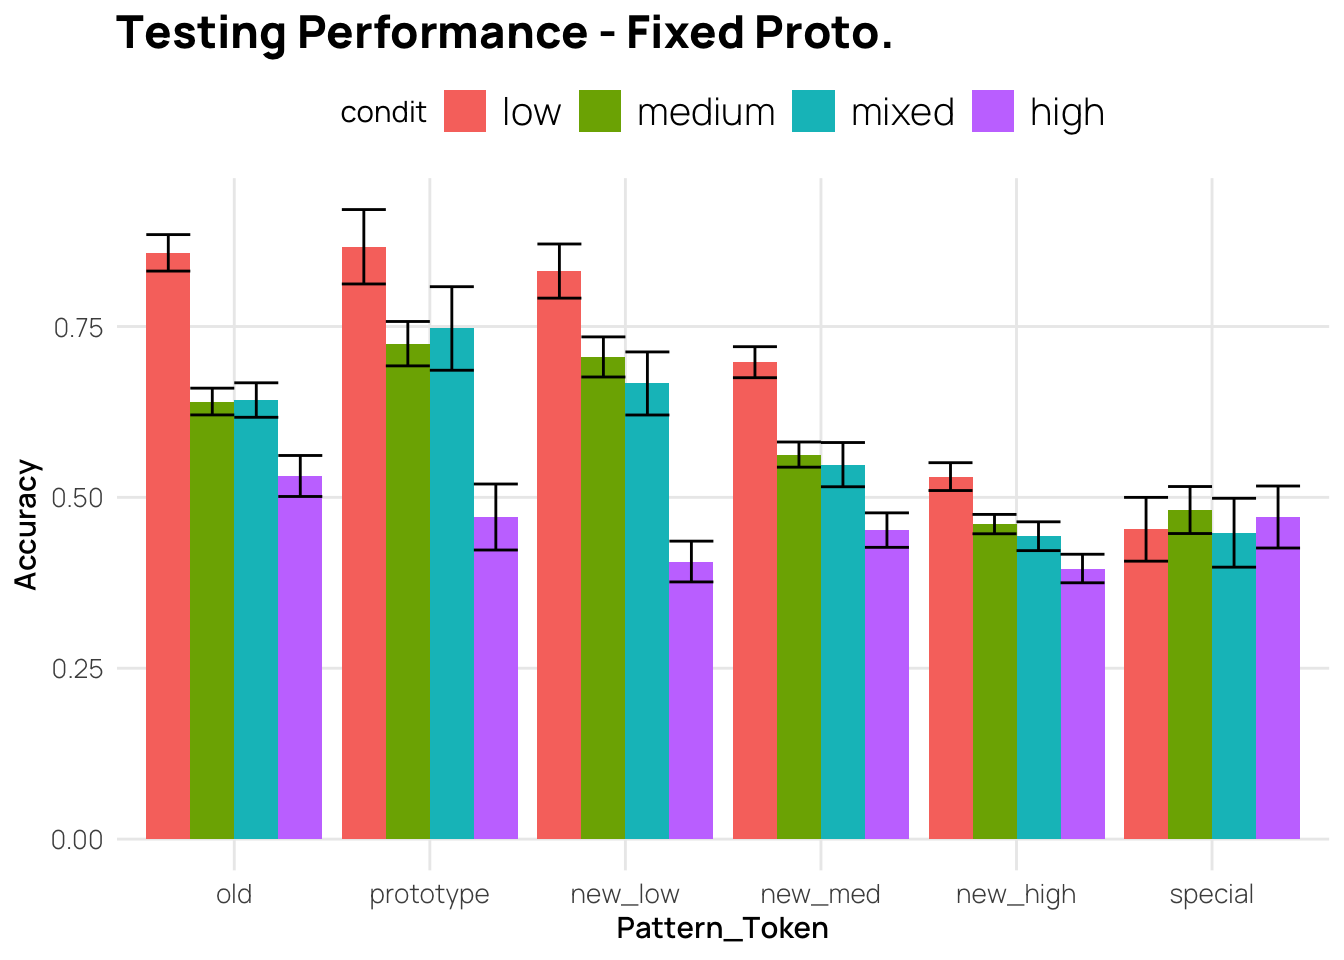 Testing Performance - Fixed Proto.
condit low medium mixed high
Accuracy
0.75
0.50
0.25
0.00
old prototype new_low new_med new_high special
Pattern_Token